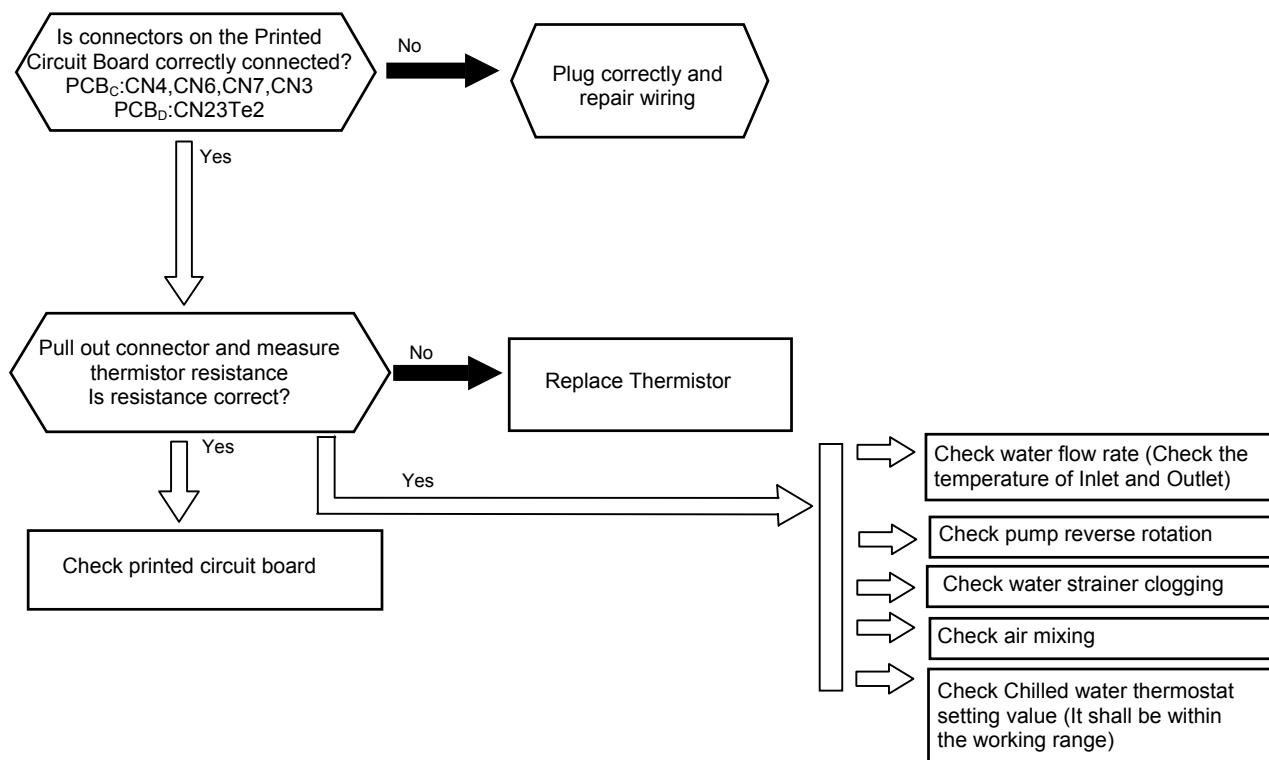 Is connectors on the Printed
Circuit Board correctly connected?
PCBC:CN4,CN6,CN7,CN3
PCBD:CN23Te2
No
Plug correctly and
repair wiring
Yes
Pull out connector and measure
thermistor resistance
Is resistance correct?
No
Replace Thermistor
Yes
Yes
Check printed circuit board
Check water flow rate (Check the
temperature of Inlet and Outlet)
Check pump reverse rotation
Check water strainer clogging
Check air mixing
Check Chilled water thermostat
setting value (It shall be within
the working range)